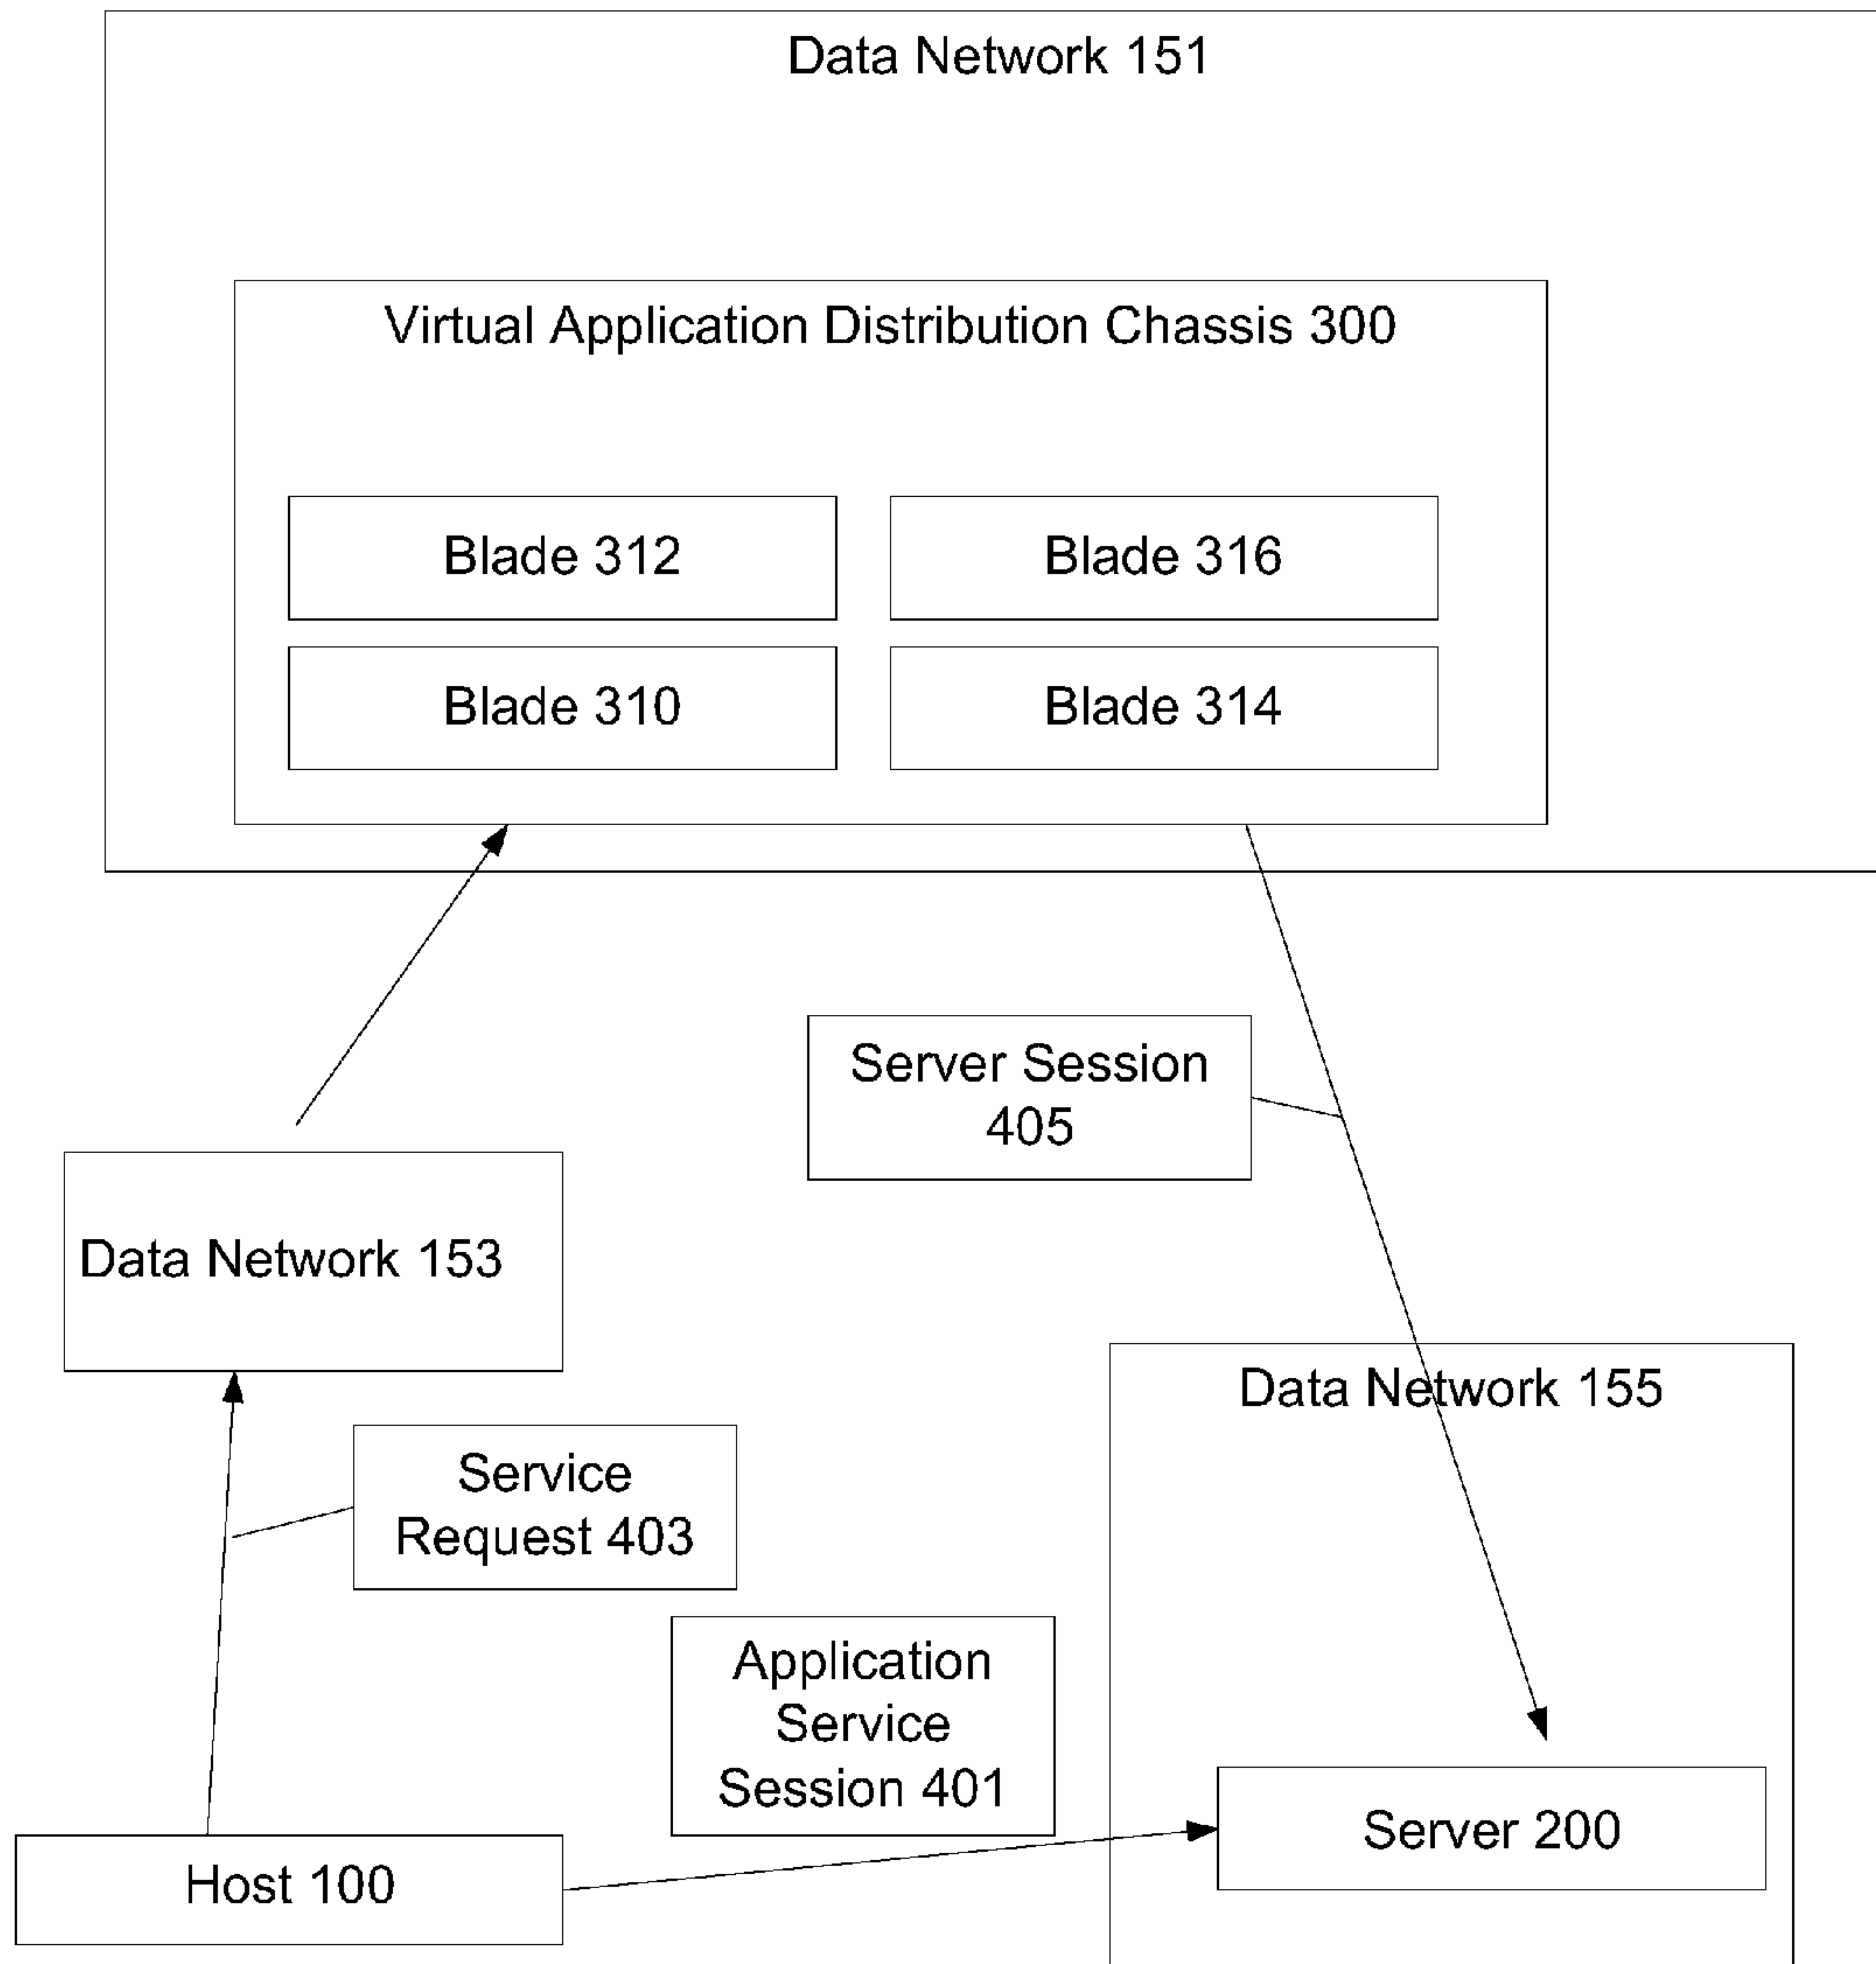 Data Network 151
Virtual Application Distribution Chassis 300
Blade 312
Blade 316
Blade 310
Blade 314
Server Session
405
Data Network 153
Data Network 155
Service
Request 403
Application
Service
Session 401
Server 200
Host 100